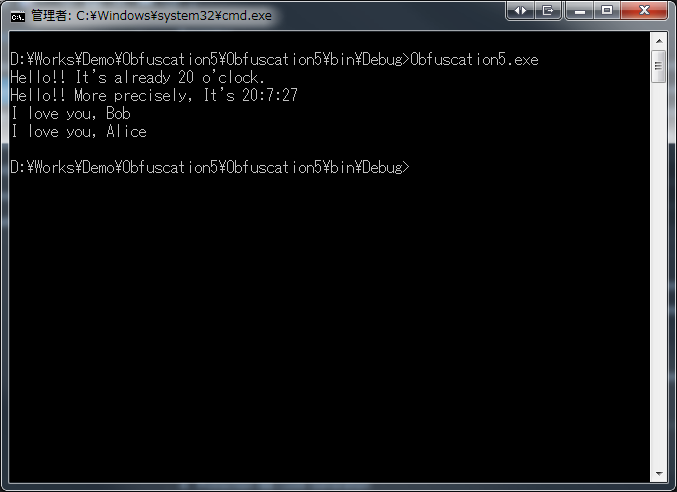 管理者: C:¥Windows¥system32¥cmd.exe
D:¥Works¥Demo¥Obfuscation5¥Obfuscation5¥bin¥Debug>Obfuscation5.exe
Hello!! It's already 20 o'clock.
Hello!! More precisely, It's 20:7:27
I love you, Bob
I love you, Alice
D:¥Works¥Demo¥Obfuscation5¥Obfuscation5¥bin¥Debug>